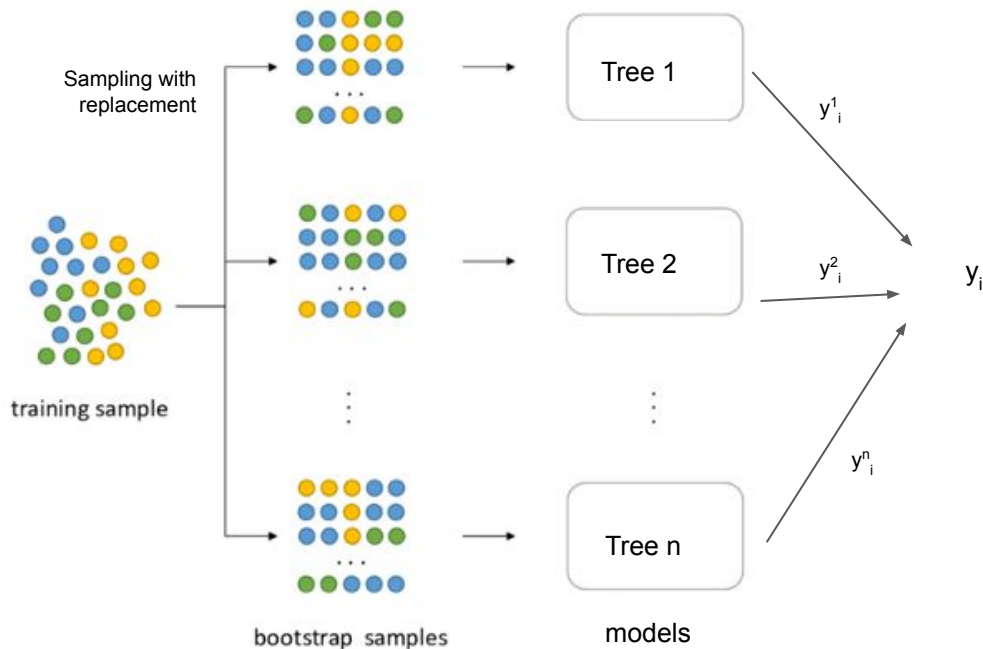 Sampling with
replacement
. . .
Tree 1
y¹ᵢ
. . .
Tree 2
y²ᵢ
yᵢ
training sample
yⁿᵢ
. . .
Tree n
bootstrap samples
models